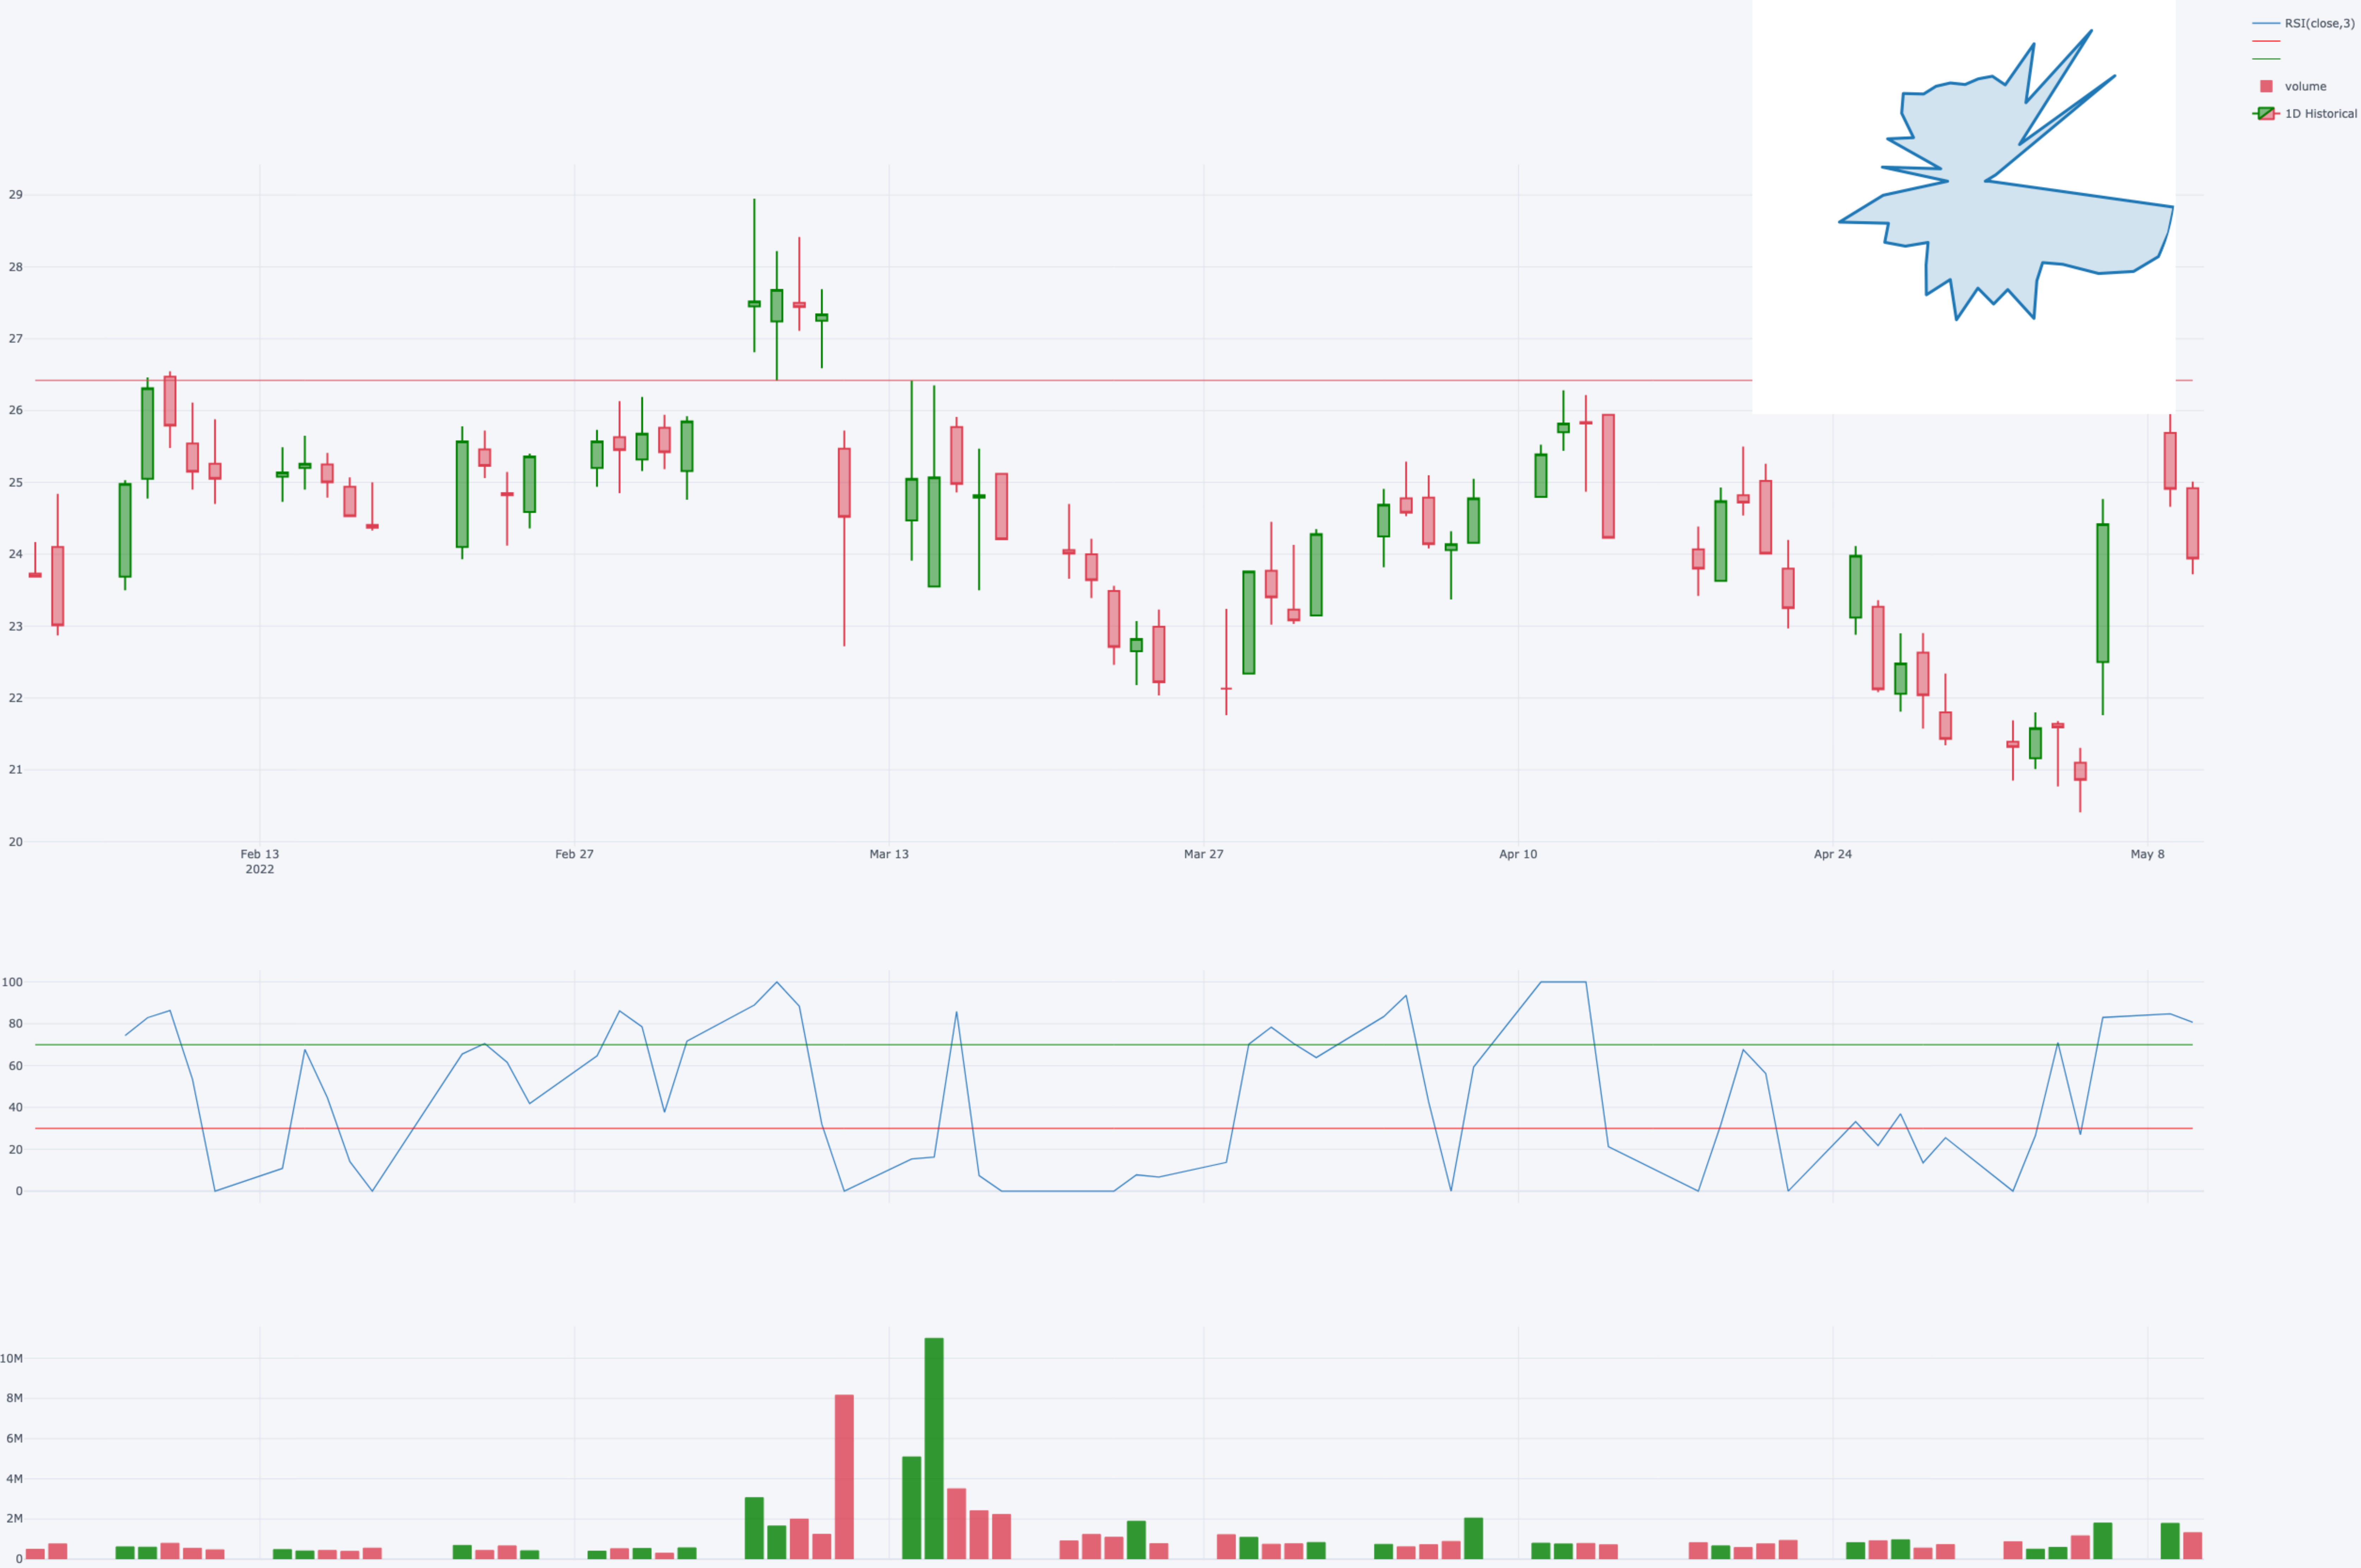 RSI(close,3)
volume
1D Historical
29
28
27
26
25
24
23
22
21
20
Feb 13 Feb 27 Mar 13 Mar 27 Apr 10 Apr 24 May 8
2022
100
80
60
40
20
0
10M
8M
6M
4M
2M
0